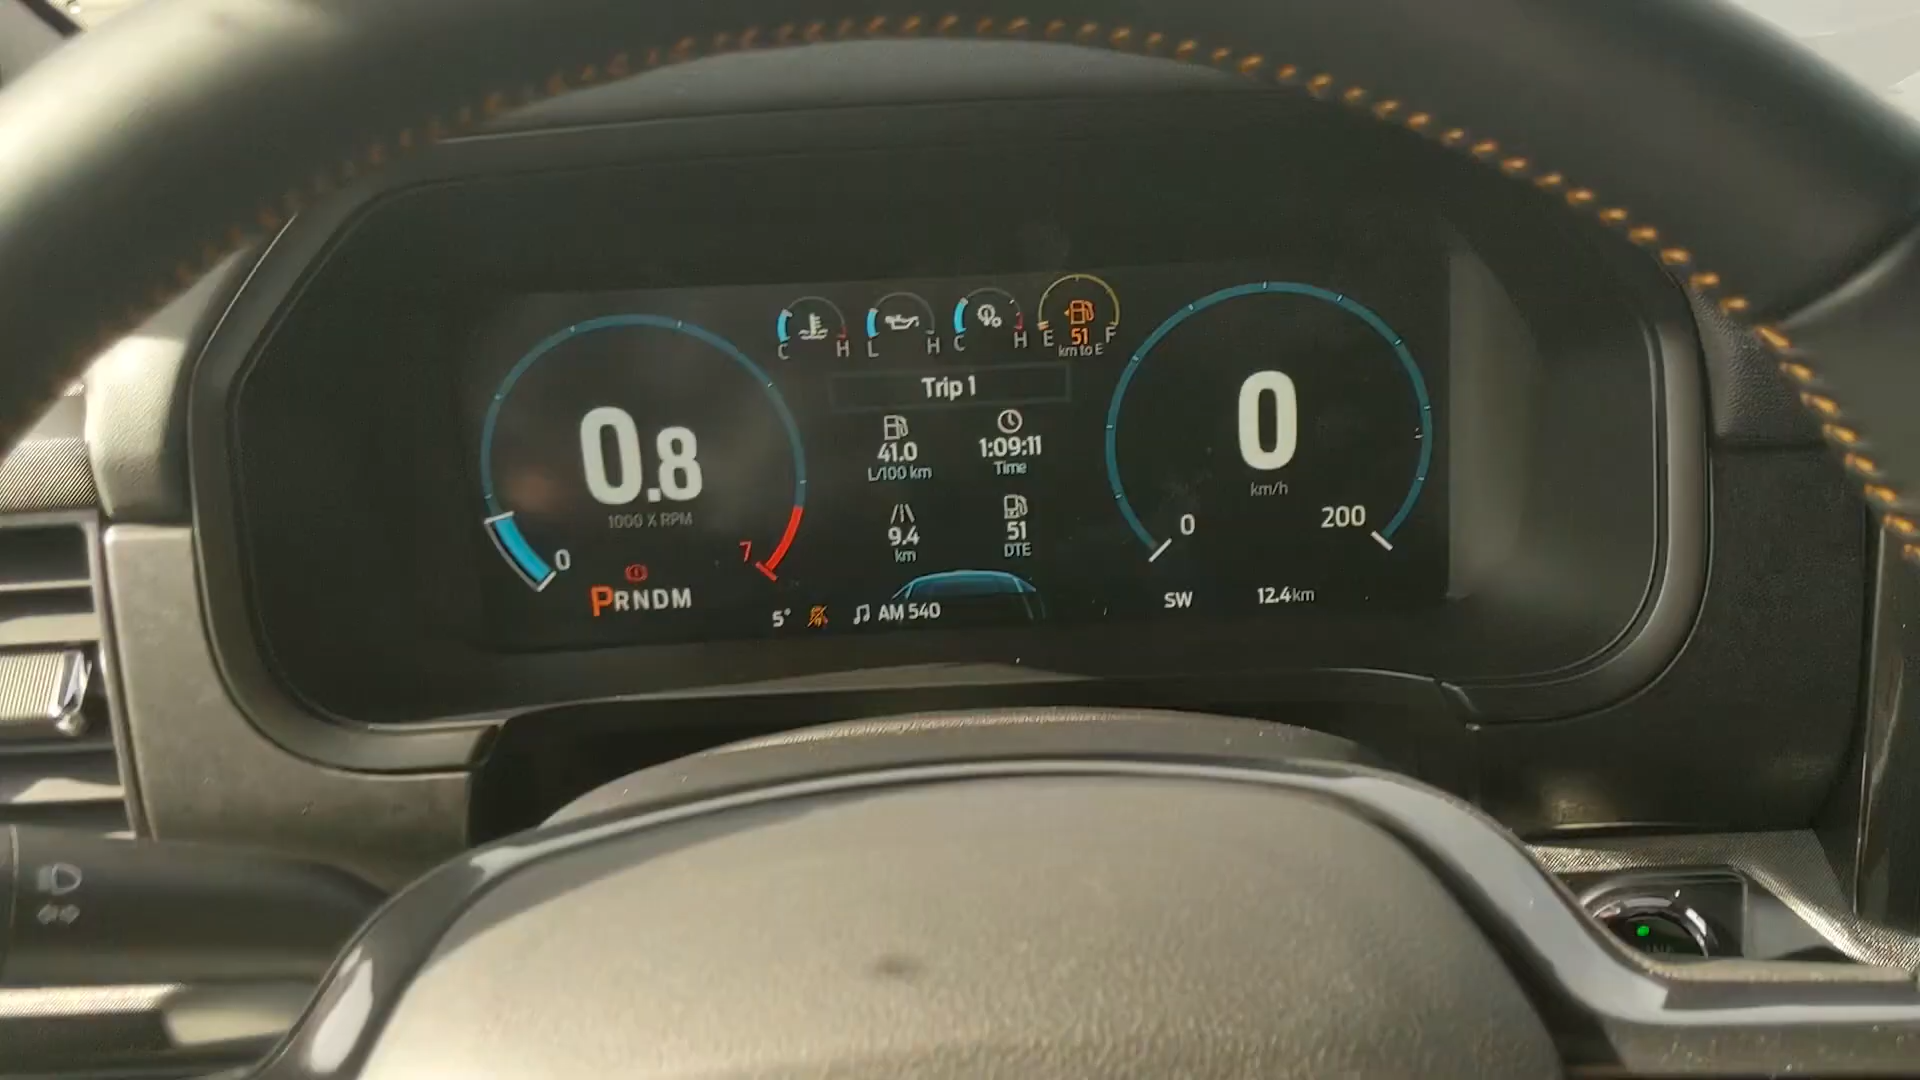 C H L H C H E 51 F
km to E
Trip 1
41.0
L/100 km
1:09:11
Time
9.4
km
51
DTE
0.8
1000 X RPM
0
7
PRNDM
5°
AM 540
0
km/h
0
200
SW
12.4km